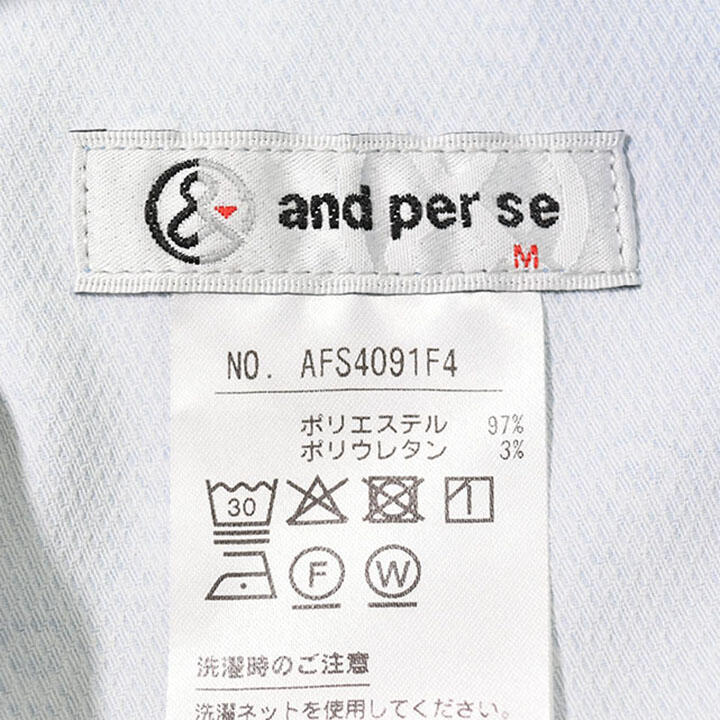 and per se
M
NO. AFS4091F4
ポリエステル 97%
ポリウレタン 3%
30
F W
洗濯時のご注意
洗濯ネットを使用してください。